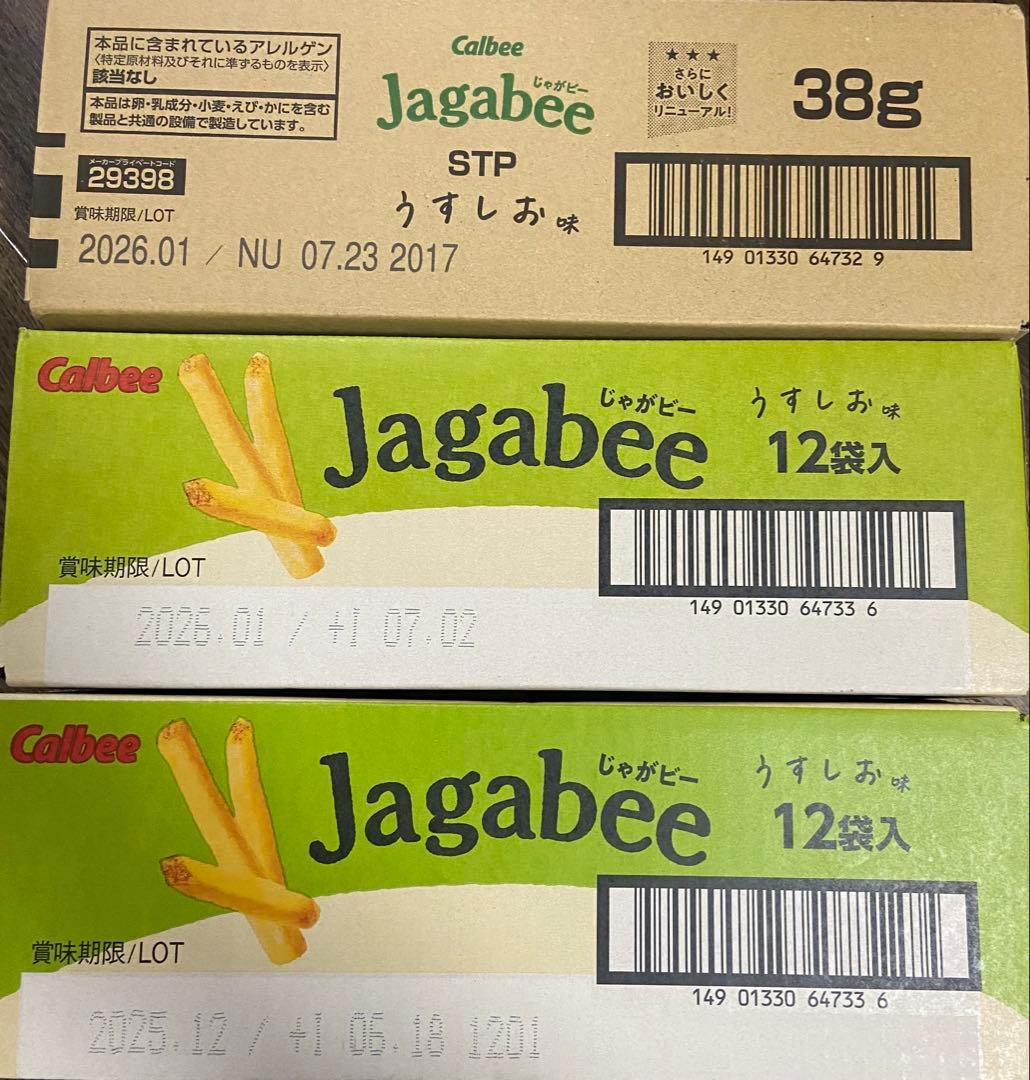 本品に含まれているアレルゲン
〈特定原材料及びそれに準ずるものを表示〉
該当なし
本品は卵・乳成分・小麦・えび・かにを含む
製品と共通の設備で製造しています。
メーカープライベートコード
29398
賞味期限/LOT
2026.01 / NU 07.23 2017
Calbee
じゃがビー
Jagabee
STP
うすしお味
★★★
さらに
おいしく
リニューアル!
38g
149 01330 64732 9
Calbee
じゃがビー
Jagabee
うすしお味
12袋入
149 01330 64733 6
賞味期限/LOT
2026.01 / +1 07.02
Calbee
じゃがビー
Jagabee
うすしお味
12袋入
149 01330 64733 6
賞味期限/LOT
2025.12 / +1 06.18 1201